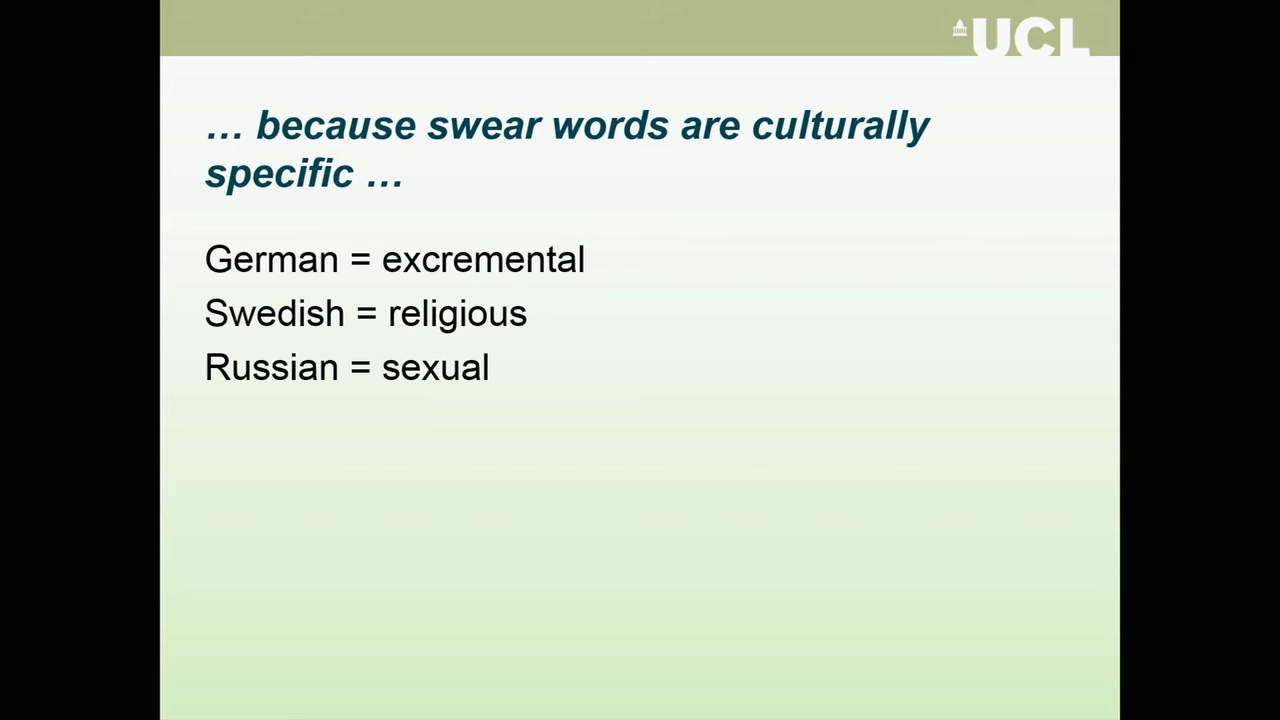 UCL
… because swear words are culturally
specific …
German = excremental
Swedish = religious
Russian = sexual